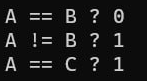 A == B ? 0
A != B ? 1
A == C ? 1